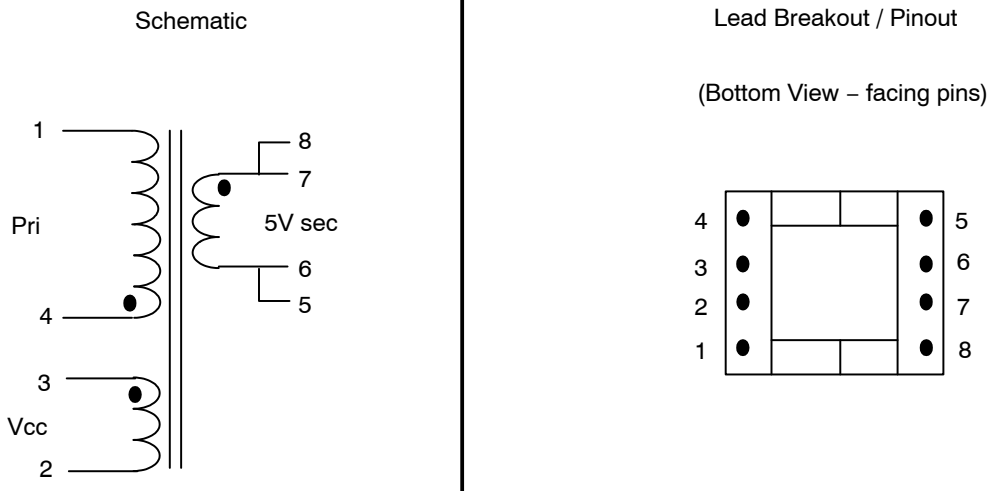 Schematic
1
Pri
4
3
Vcc
2
8
7
5V sec
6
5
Lead Breakout / Pinout
(Bottom View – facing pins)
4
3
2
1
5
6
7
8